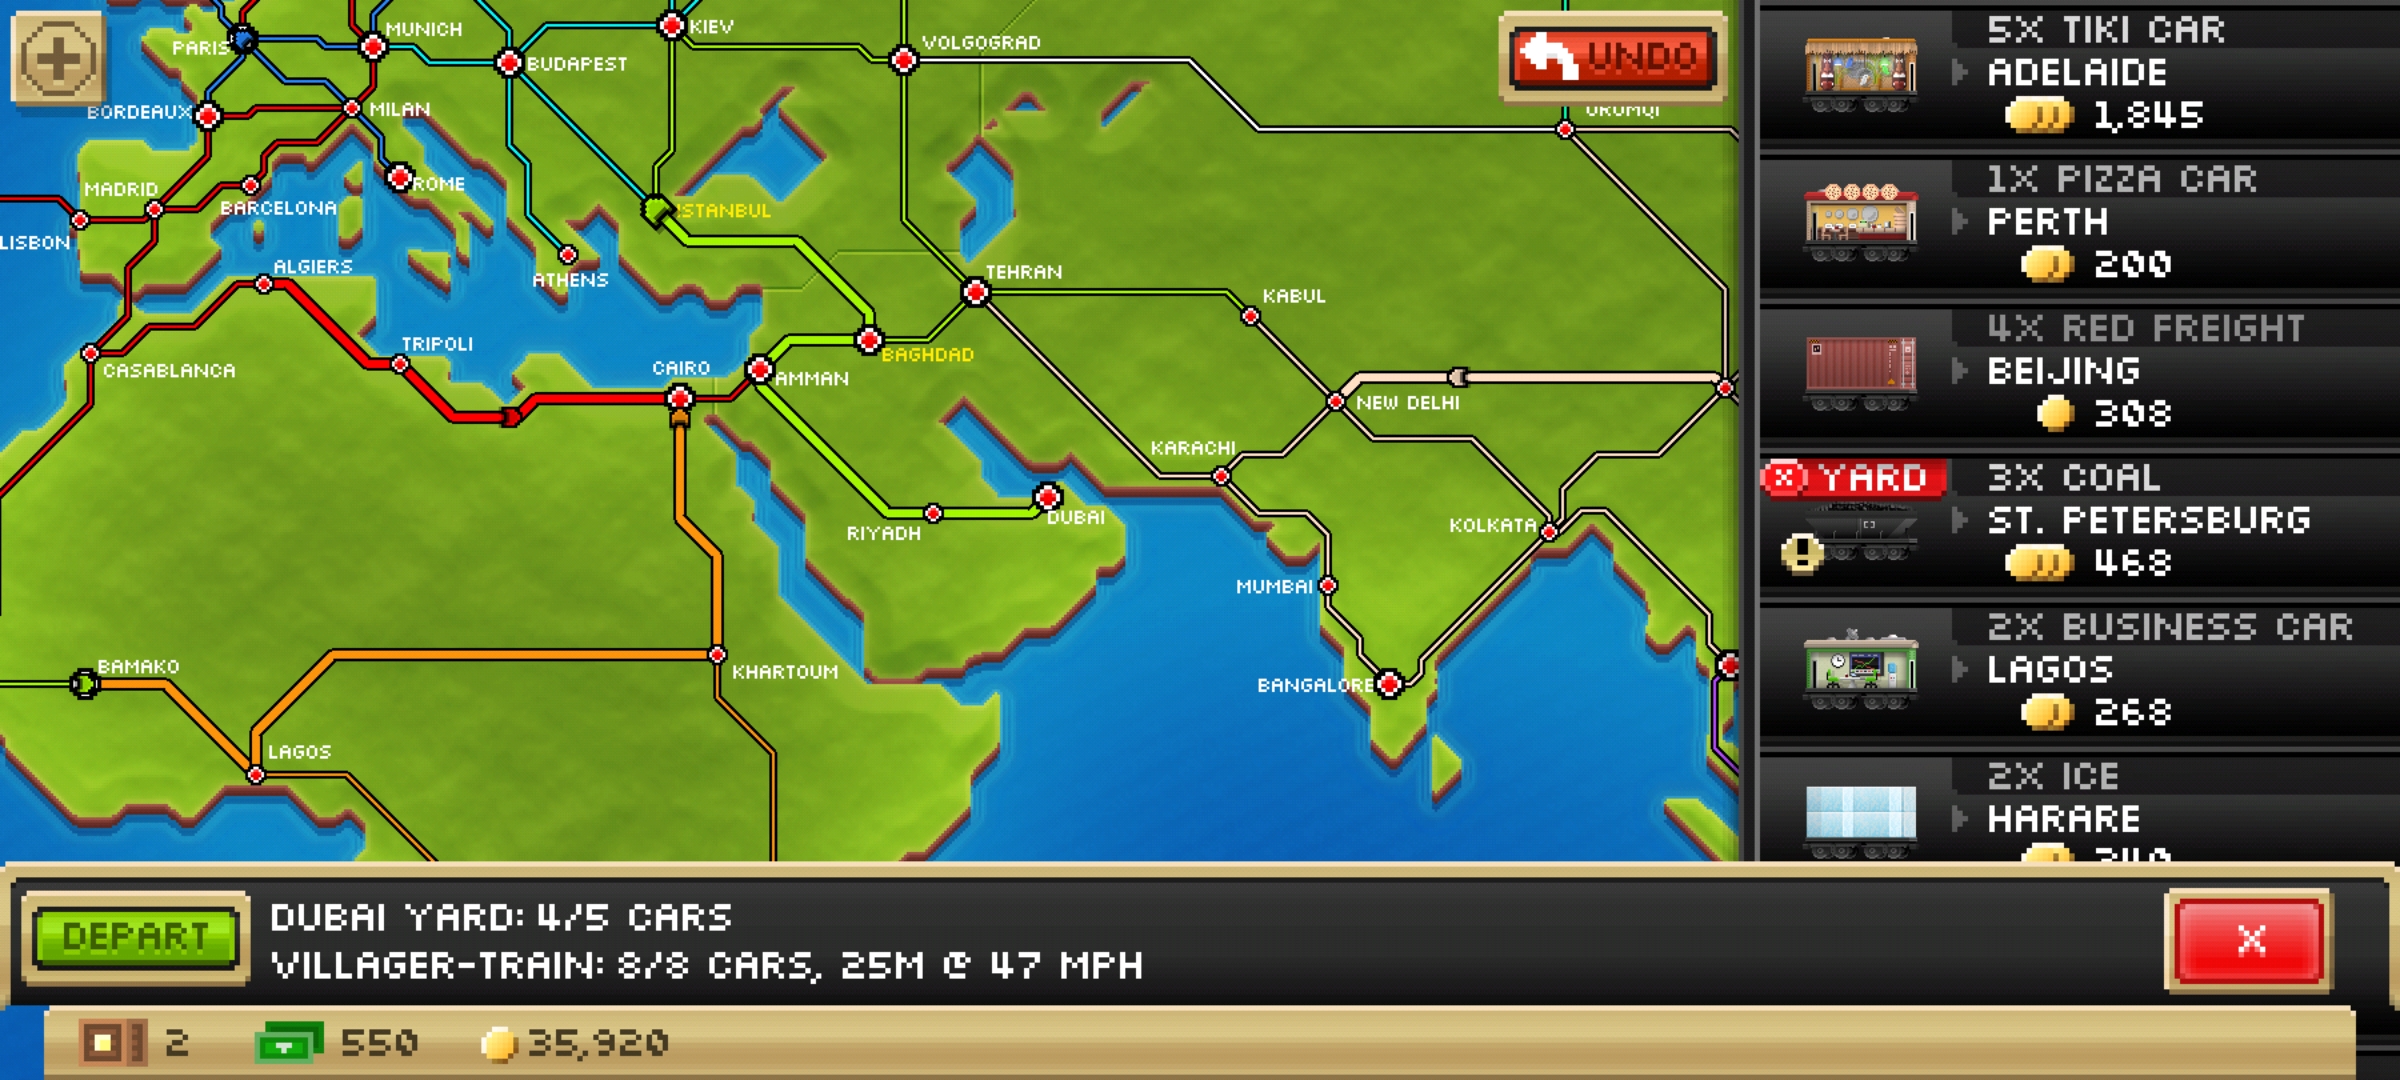 PARIS
MUNICH
BUDAPEST
KIEV
VOLGOGRAD
UNDO
URUMQI
BORDEAUX
MILAN
MADRID
ROME
BARCELONA
LISBON
ISTANBUL
ATHENS
ALGIERS
TEHRAN
KABUL
CASABLANCA
TRIPOLI
CAIRO
AMMAN
BAGHDAD
NEW DELHI
KARACHI
RIYADH
DUBAI
KOLKATA
MUMBAI
BAMAKO
KHARTOUM
BANGALORE
LAGOS
5X TIKI CAR
ADELAIDE
1,845
1X PIZZA CAR
PERTH
200
4X RED FREIGHT
BEIJING
308
YARD
3X COAL
ST. PETERSBURG
468
2X BUSINESS CAR
LAGOS
268
2X ICE
HARARE
DEPART
DUBAI YARD: 4/5 CARS
VILLAGER-TRAIN: 8/8 CARS, 25M @ 47 MPH
X
2
550
35,920